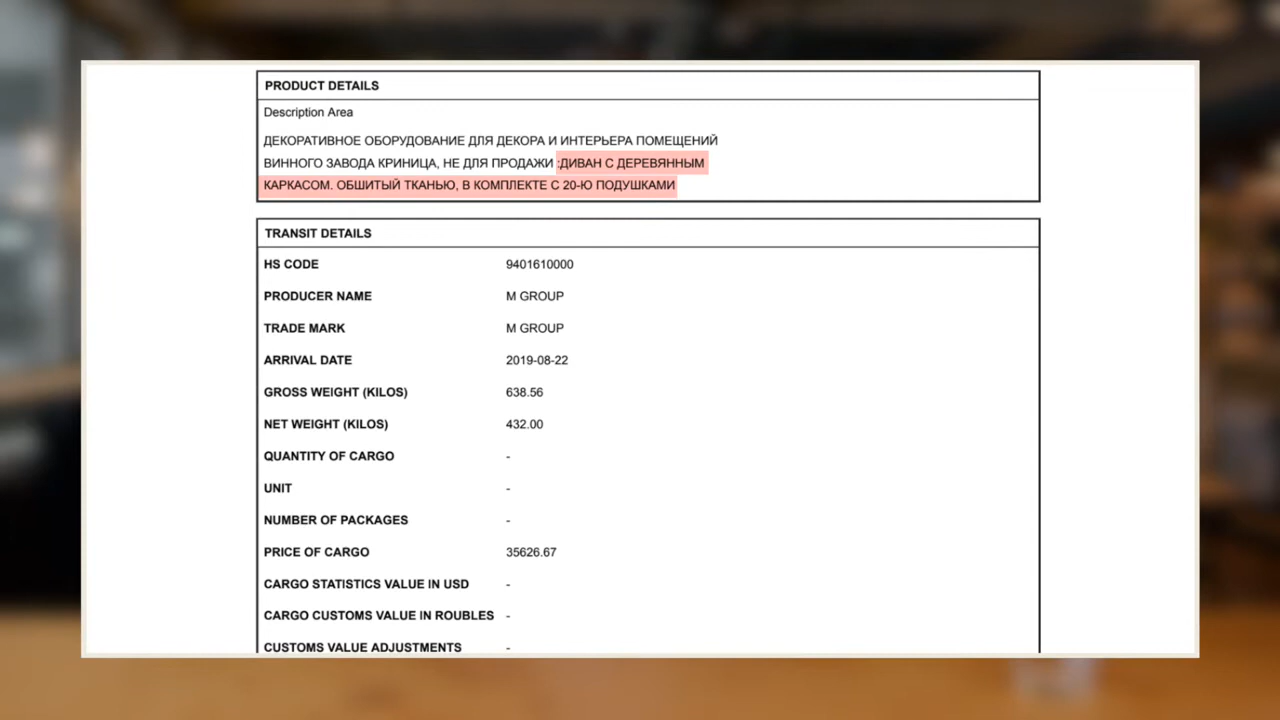 PRODUCT DETAILS
Description Area
ДЕКОРАТИВНОЕ ОБОРУДОВАНИЕ ДЛЯ ДЕКОРА И ИНТЕРЬЕРА ПОМЕЩЕНИЙ
ВИННОГО ЗАВОДА КРИНИЦА, НЕ ДЛЯ ПРОДАЖИ :ДИВАН С ДЕРЕВЯННЫМ
КАРКАСОМ. ОБШИТЫЙ ТКАНЬЮ, В КОМПЛЕКТЕ С 20-Ю ПОДУШКАМИ
TRANSIT DETAILS
HS CODE 9401610000
PRODUCER NAME M GROUP
TRADE MARK M GROUP
ARRIVAL DATE 2019-08-22
GROSS WEIGHT (KILOS) 638.56
NET WEIGHT (KILOS) 432.00
QUANTITY OF CARGO -
UNIT -
NUMBER OF PACKAGES -
PRICE OF CARGO 35626.67
CARGO STATISTICS VALUE IN USD -
CARGO CUSTOMS VALUE IN ROUBLES -
CUSTOMS VALUE ADJUSTMENTS -